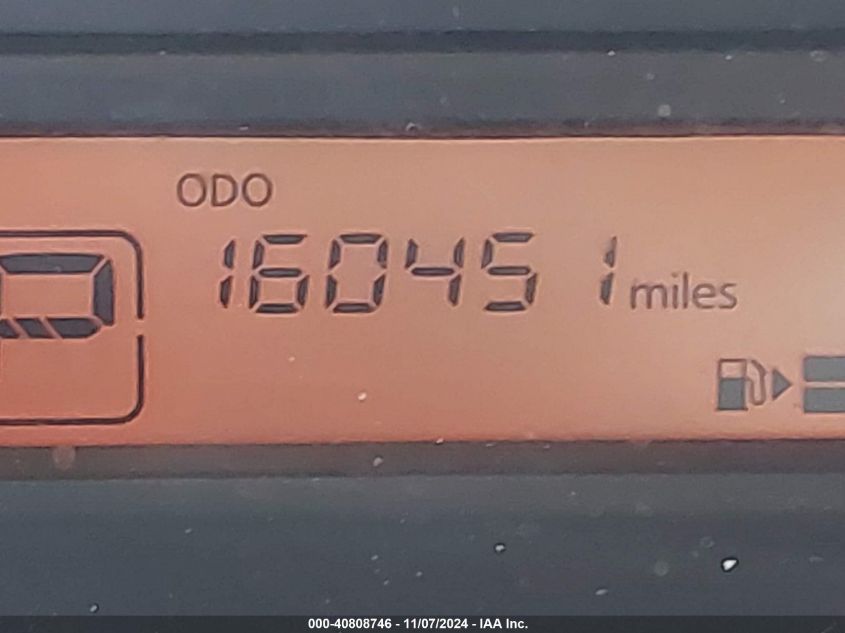 ODO
160451 miles
P
000-40808746 - 11/07/2024 - IAA Inc.